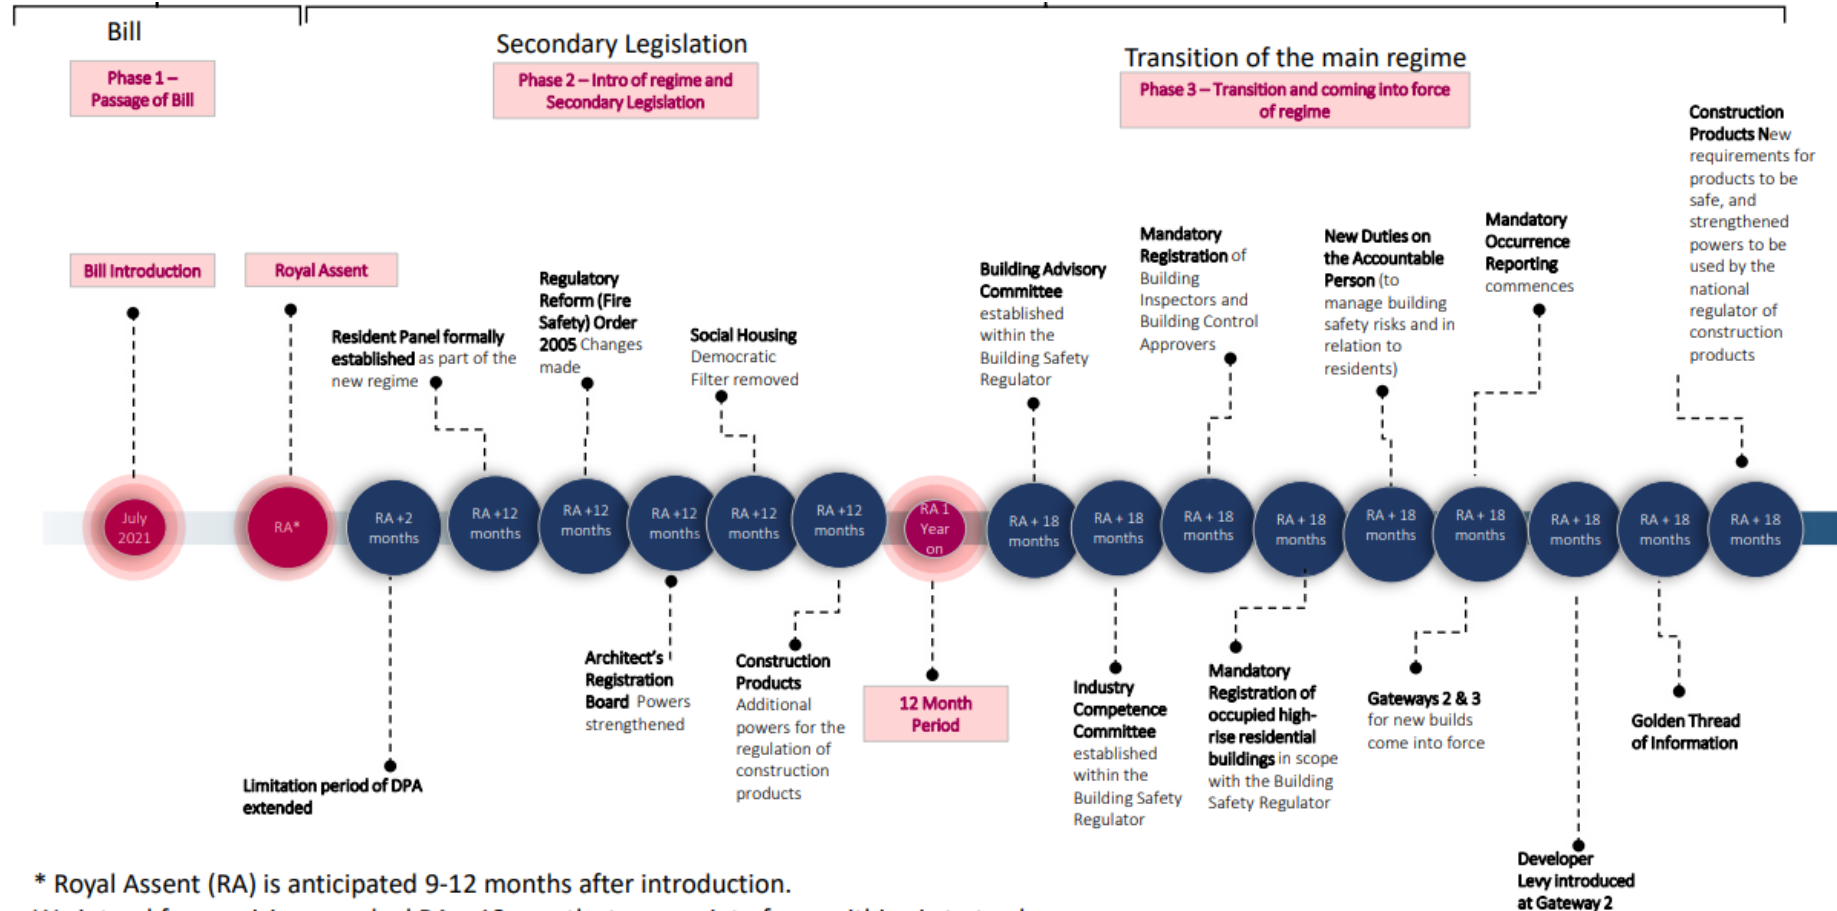 Bill
Secondary Legislation
Transition of the main regime
Phase 1 –
Passage of Bill
Phase 2 – Intro of regime and
Secondary Legislation
Phase 3 – Transition and coming into force
of regime
Bill Introduction
Royal Assent
Resident Panel formally
established as part of the
new regime
Regulatory
Reform (Fire
Safety) Order
2005 Changes
made
Social Housing
Democratic
Filter removed
Building Advisory
Committee
established
within the
Building Safety
Regulator
Mandatory
Registration of
Building
Inspectors and
Building Control
Approvers
New Duties on
the Accountable
Person (to
manage building
safety risks and in
relation to
residents)
Mandatory
Occurrence
Reporting
commences
Construction
Products New
requirements for
products to be
safe, and
strengthened
powers to be
used by the
national
regulator of
construction
products
July
2021
RA*
RA +2
months
RA +12
months
RA +12
months
RA +12
months
RA +12
months
RA +12
months
RA 1
Year
on
RA + 18
months
RA + 18
months
RA + 18
months
RA + 18
months
RA + 18
months
RA + 18
months
RA + 18
months
RA + 18
months
RA + 18
months
Limitation period of DPA
extended
Architect's
Registration
Board Powers
strengthened
Construction
Products
Additional
powers for the
regulation of
construction
products
12 Month
Period
Industry
Competence
Committee
established
within the
Building Safety
Regulator
Mandatory
Registration of
occupied high-
rise residential
buildings in scope
with the Building
Safety Regulator
Gateways 2 & 3
for new builds
come into force
Developer
Levy introduced
at Gateway 2
Golden Thread
of Information
* Royal Assent (RA) is anticipated 9-12 months after introduction.